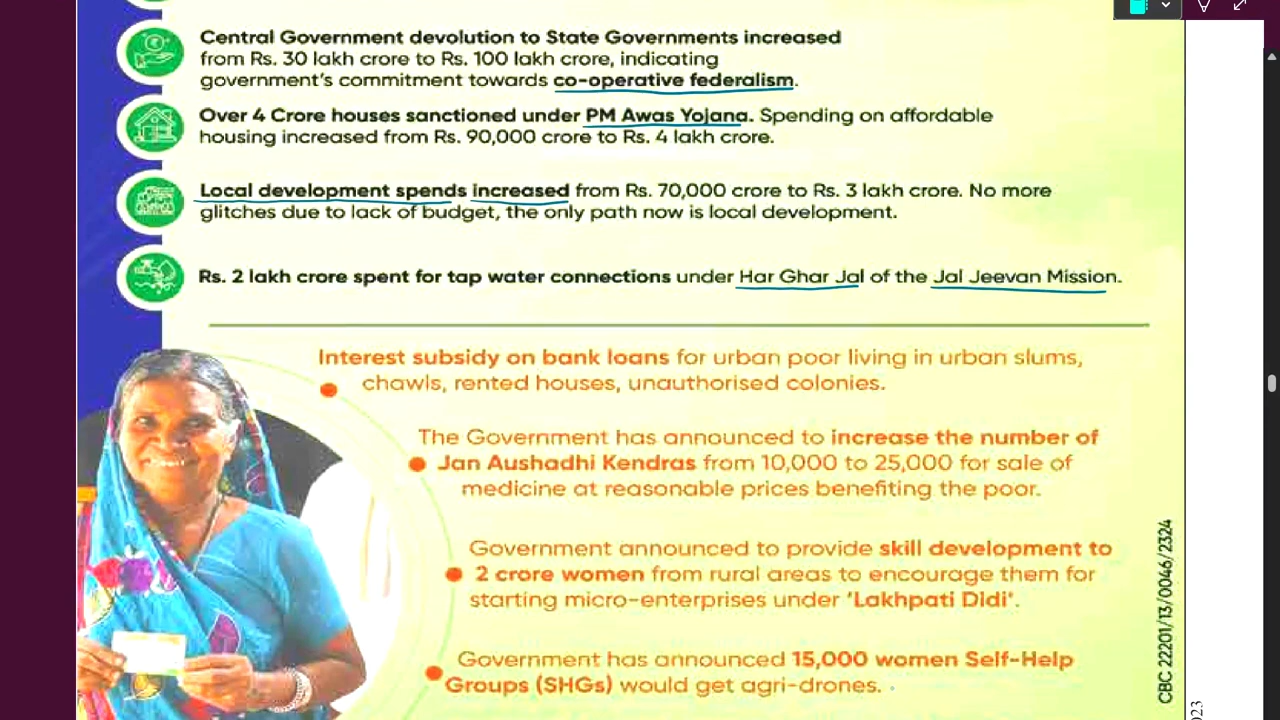 Central Government devolution to State Governments increased
from Rs. 30 lakh crore to Rs. 100 lakh crore, indicating
government's commitment towards co-operative federalism.
Over 4 Crore houses sanctioned under PM Awas Yojana. Spending on affordable
housing increased from Rs. 90,000 crore to Rs. 4 lakh crore.
Local development spends increased from Rs. 70,000 crore to Rs. 3 lakh crore. No more
glitches due to lack of budget, the only path now is local development.
Rs. 2 lakh crore spent for tap water connections under Har Ghar Jal of the Jal Jeevan Mission.
Interest subsidy on bank loans for urban poor living in urban slums,
chawls, rented houses, unauthorised colonies.
The Government has announced to increase the number of
Jan Aushadhi Kendras from 10,000 to 25,000 for sale of
medicine at reasonable prices benefiting the poor.
Government announced to provide skill development to
2 crore women from rural areas to encourage them for
starting micro-enterprises under 'Lakhpati Didi'.
Government has announced 15,000 women Self-Help
Groups (SHGs) would get agri-drones.
CBC 22201/13/0046/2324
023